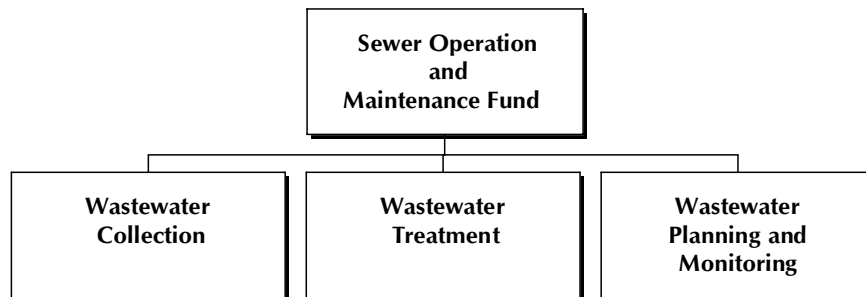 Sewer Operation
and
Maintenance Fund
Wastewater
Collection
Wastewater
Treatment
Wastewater
Planning and
Monitoring